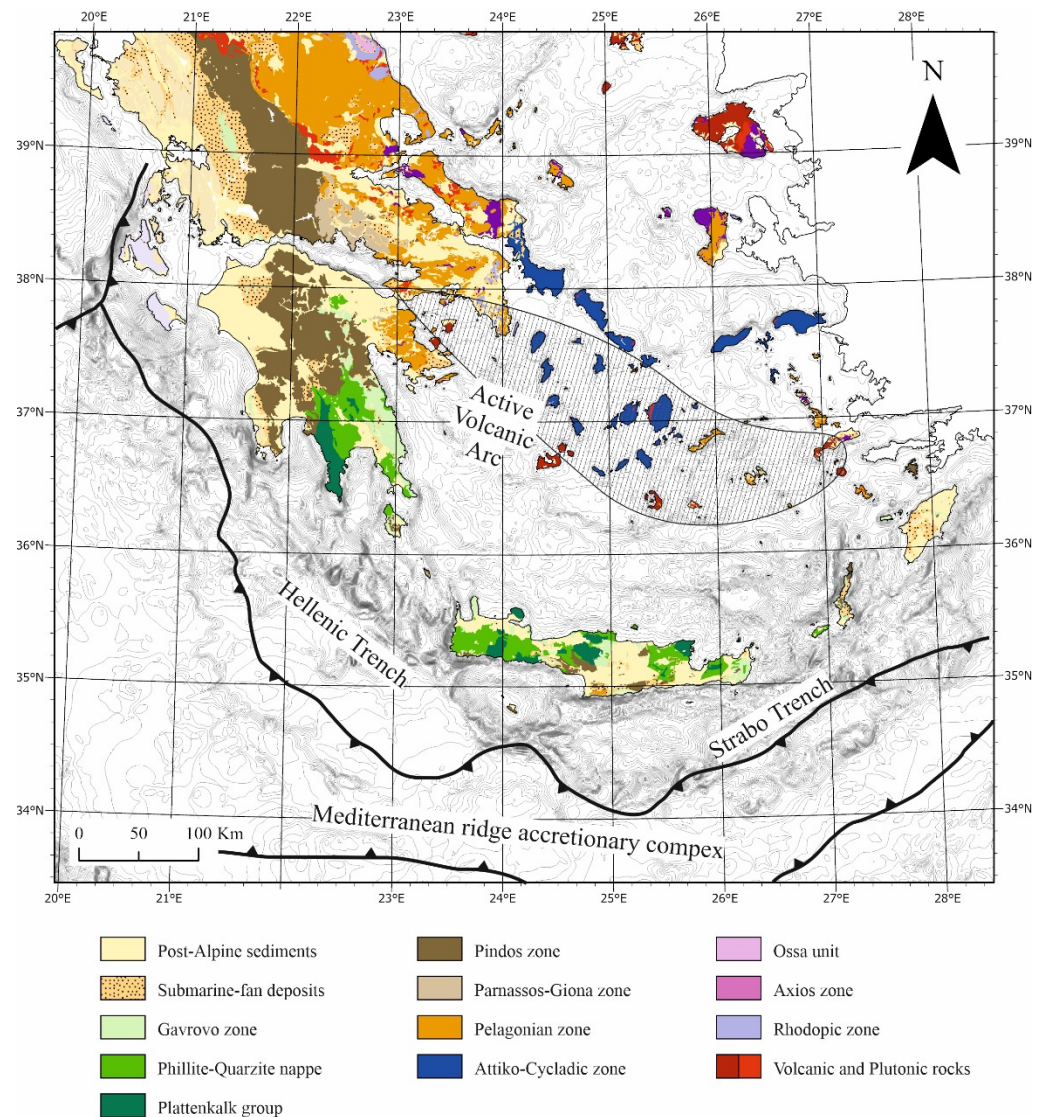 20°E 21°E 22°E 23°E 24°E 25°E 26°E 27°E 28°E
N
39°N 39°N
38°N 38°N
Active
Volcanic
Arc
37°N 37°N
36°N 36°N
Hellenic Trench
35°N 35°N
Strabo Trench
34°N 34°N
Mediterranean ridge accretionary compex
0 50 100 Km
20°E 21°E 22°E 23°E 24°E 25°E 26°E 27°E 28°E
Post-Alpine sediments
Submarine-fan deposits
Gavrovo zone
Phillite-Quarzite nappe
Plattenkalk group
Pindos zone
Parnassos-Giona zone
Pelagonian zone
Attiko-Cycladic zone
Ossa unit
Axios zone
Rhodopic zone
Volcanic and Plutonic rocks